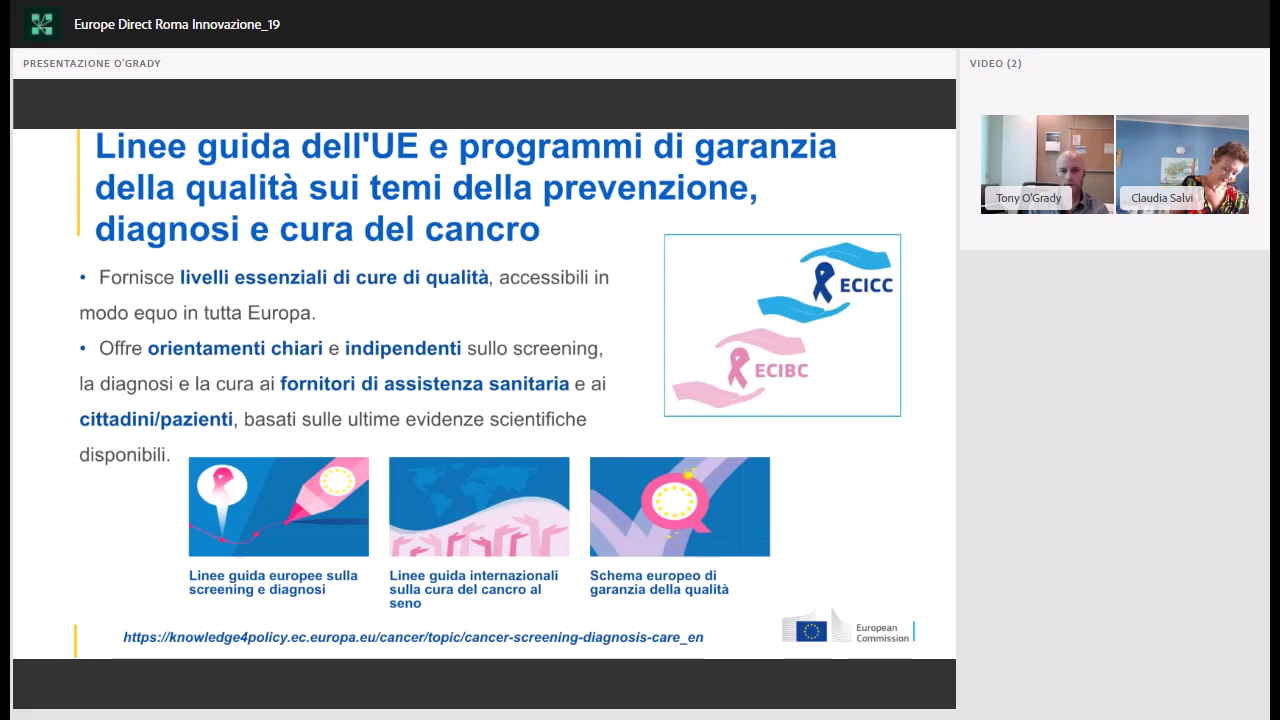 Europe Direct Roma Innovazione_19
PRESENTAZIONE O'GRADY
VIDEO (2)
Linee guida dell'UE e programmi di garanzia
della qualità sui temi della prevenzione,
diagnosi e cura del cancro
• Fornisce livelli essenziali di cure di qualità, accessibili in
modo equo in tutta Europa.
• Offre orientamenti chiari e indipendenti sullo screening,
la diagnosi e la cura ai fornitori di assistenza sanitaria e ai
cittadini/pazienti, basati sulle ultime evidenze scientifiche
disponibili.
ECICC
ECIBC
Linee guida europee sulla
screening e diagnosi
Linee guida internazionali
sulla cura del cancro al
seno
Schema europeo di
garanzia della qualità
https://knowledge4policy.ec.europa.eu/cancer/topic/cancer-screening-diagnosis-care_en
European
Commission
Tony O'Grady
Claudia Salvi